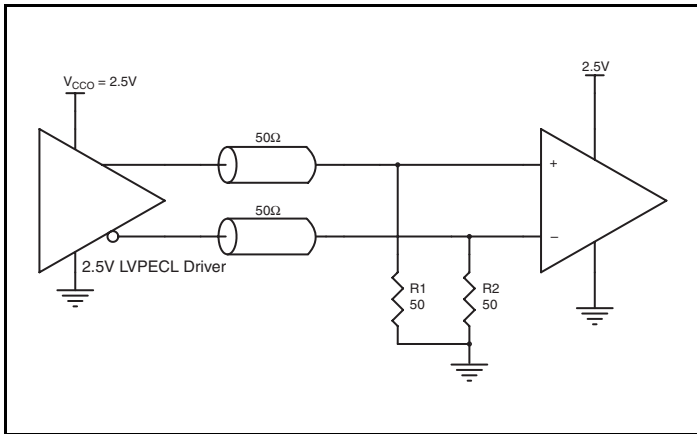 V_CCO = 2.5V
2.5V
50Ω
+
50Ω
−
2.5V LVPECL Driver
R1
50
R2
50